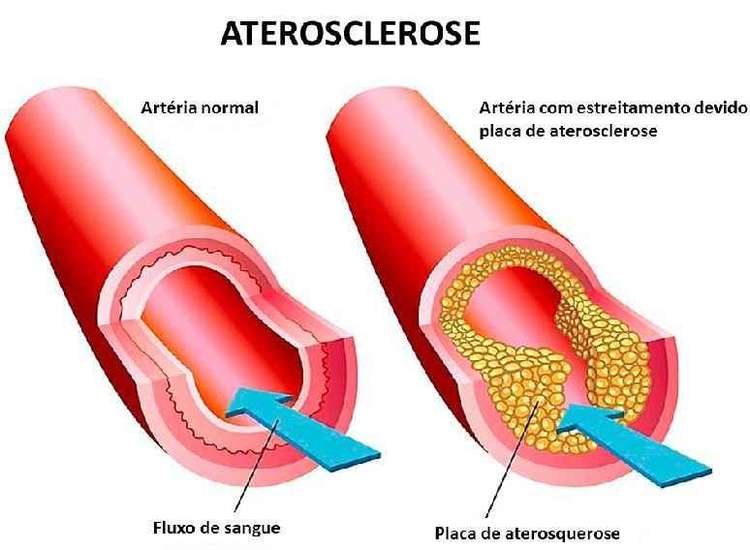 ATEROSCLEROSE
Artéria normal
Artéria com estreitamento devido
placa de aterosclerose
Fluxo de sangue
Placa de aterosquerose